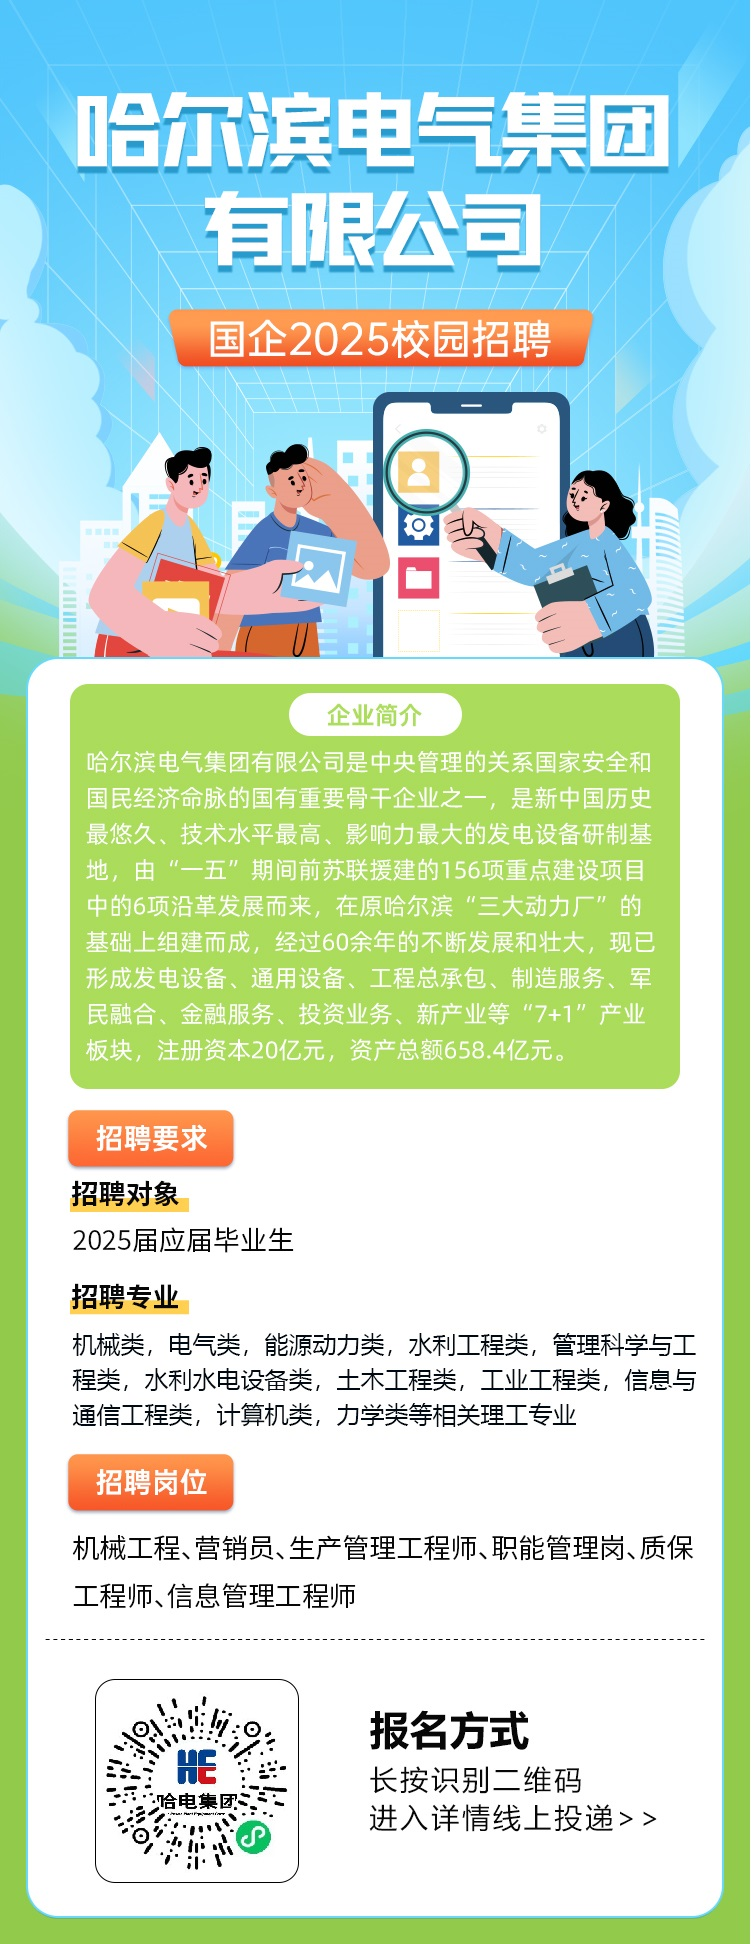 哈尔滨电气集团
有限公司
国企2025校园招聘
企业简介
哈尔滨电气集团有限公司是中央管理的关系国家安全和
国民经济命脉的国有重要骨干企业之一，是新中国历史
最悠久、技术水平最高、影响力最大的发电设备研制基
地，由“一五”期间前苏联援建的156项重点建设项目
中的6项沿革发展而来，在原哈尔滨“三大动力厂”的
基础上组建而成，经过60余年的不断发展和壮大，现已
形成发电设备、通用设备、工程总承包、制造服务、军
民融合、金融服务、投资业务、新产业等“7+1”产业
板块，注册资本20亿元，资产总额658.4亿元。
招聘要求
招聘对象
2025届应届毕业生
招聘专业
机械类，电气类，能源动力类，水利工程类，管理科学与工
程类，水利水电设备类，土木工程类，工业工程类，信息与
通信工程类，计算机类，力学类等相关理工专业
招聘岗位
机械工程、营销员、生产管理工程师、职能管理岗、质保
工程师、信息管理工程师
哈电集团
报名方式
长按识别二维码
进入详情线上投递>>